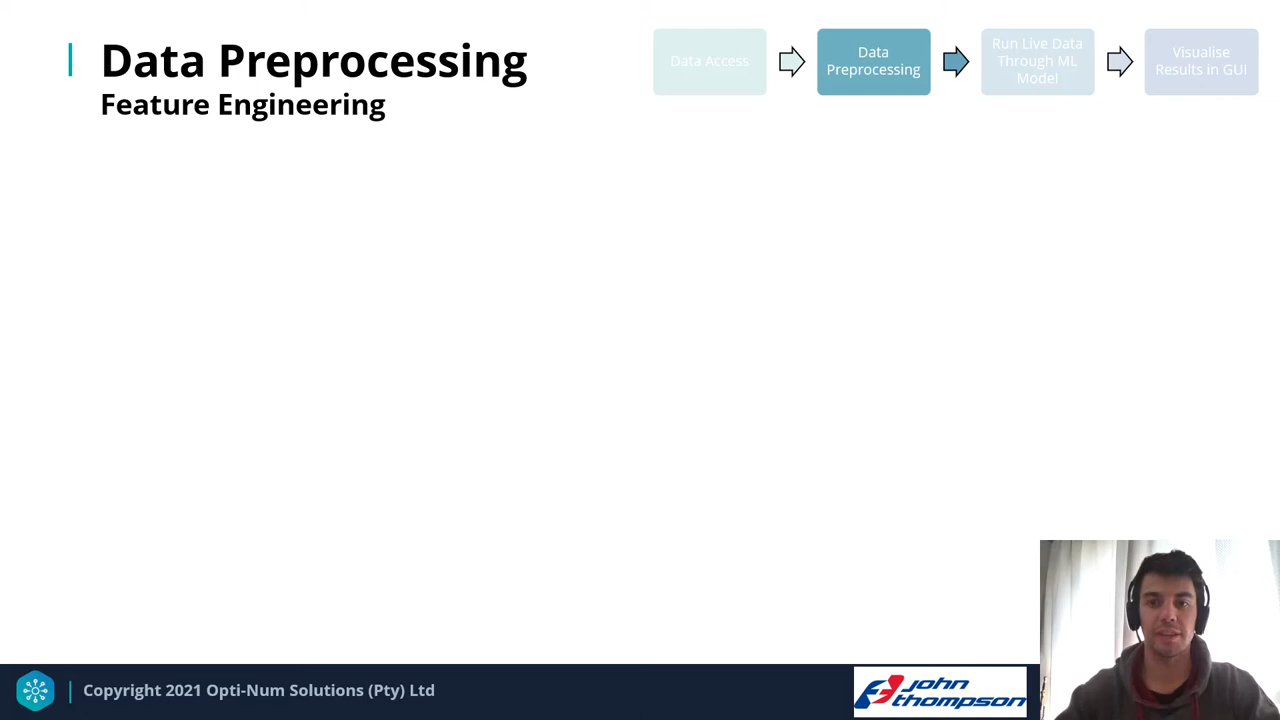 Data Preprocessing
Feature Engineering
Data Access
Data
Preprocessing
Run Live Data
Through ML
Model
Visualise
Results in GUI
Copyright 2021 Opti-Num Solutions (Pty) Ltd
john
thompson